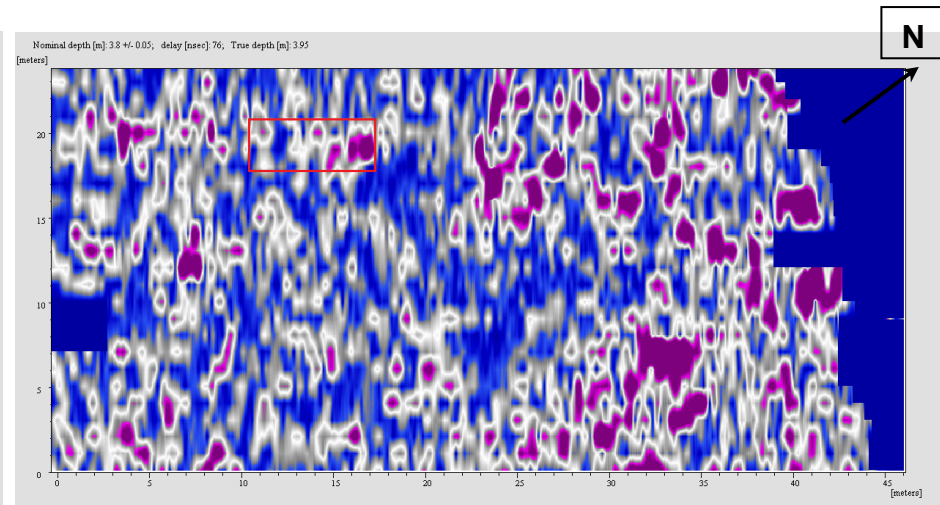 N
Nominal depth [m]: 3.8 +/- 0.05; delay [nsec]: 76; True depth [m]: 3.95
[meters]
20
15
10
5
0
0 5 10 15 20 25 30 35 40 45
[meters]